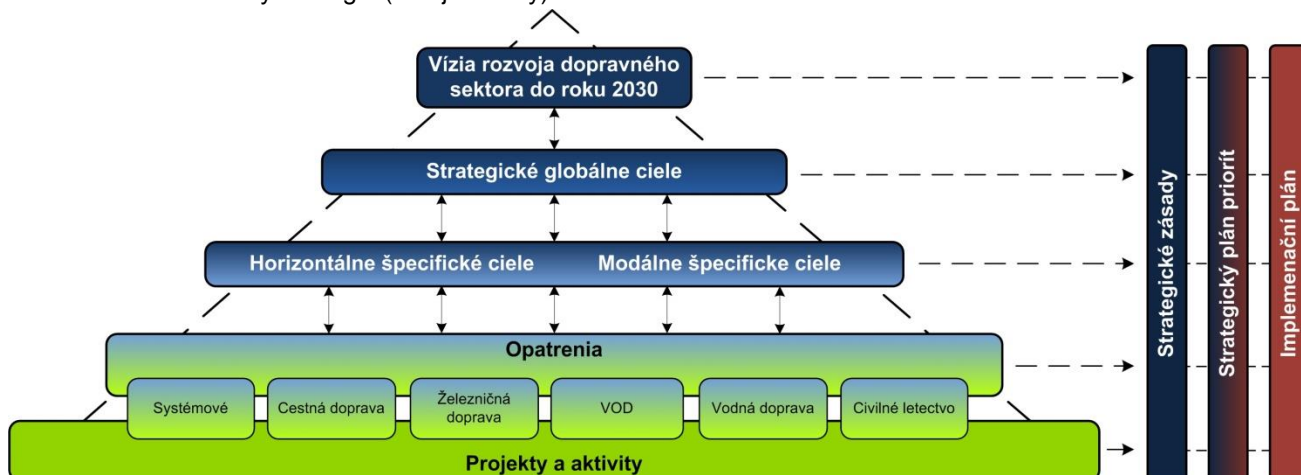 Vízia rozvoja dopravného
sektora do roku 2030
Strategické globálne ciele
Horizontálne špecifické ciele
Modálne špecificke ciele
Opatrenia
Systémové
Cestná doprava
Železničná
doprava
VOD
Vodná doprava
Civilné letectvo
Projekty a aktivity
Strategické zásady
Strategický plán priorít
Implemenační plán